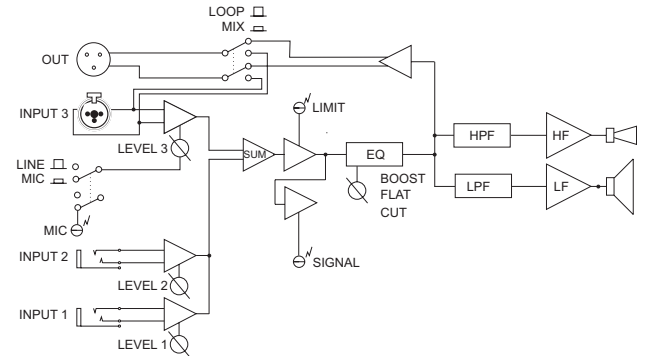 LOOP
MIX
OUT
INPUT 3
LEVEL 3
LINE
MIC
MIC
INPUT 2
LEVEL 2
INPUT 1
LEVEL 1
SUM
LIMIT
SIGNAL
EQ
BOOST
FLAT
CUT
HPF
HF
LPF
LF